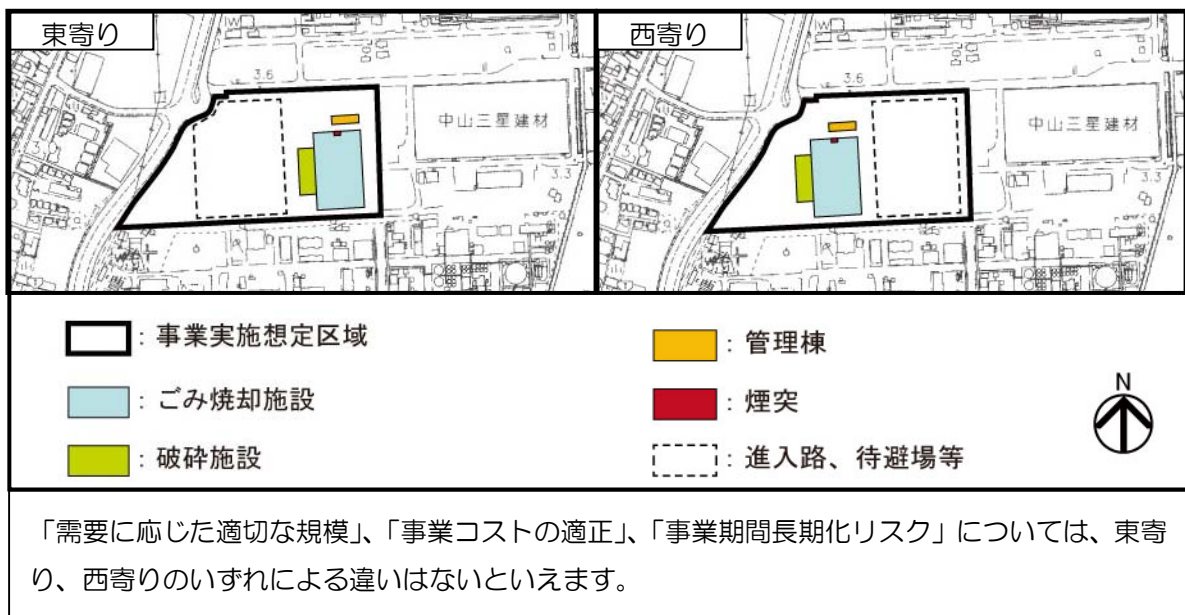 東寄り
西寄り
3.6
3.6
中山三星建材
中山三星建材
3.3
3.3
：事業実施想定区域
：管理棟
：ごみ焼却施設
：煙突
：破砕施設
：進入路、待避場等
N
「需要に応じた適切な規模」、「事業コストの適正」、「事業期間長期化リスク」については、東寄
り、西寄りのいずれによる違いはないといえます。